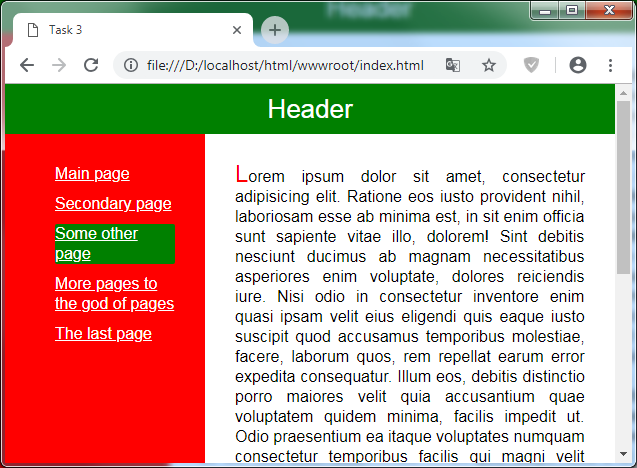 Header
Task 3
file:///D:/localhost/html/wwwroot/index.html
Header
Main page
Secondary page
Some other
page
More pages to
the god of pages
The last page
Lorem ipsum dolor sit amet, consectetur
adipisicing elit. Ratione eos iusto provident nihil,
laboriosam esse ab minima est, in sit enim officia
sunt sapiente vitae illo, dolorem! Sint debitis
nesciunt ducimus ab magnam necessitatibus
asperiores enim voluptate, dolores reiciendis
iure. Nisi odio in consectetur inventore enim
quasi ipsam velit eius eligendi quis eaque iusto
suscipit quod accusamus temporibus molestiae,
facere, laborum quos, rem repellat earum error
expedita consequatur. Illum eos, debitis distinctio
porro maiores velit quia accusantium quae
voluptatem quidem minima, facilis impedit ut.
Odio praesentium ea itaque voluptates numquam
consectetur temporibus facilis qui magni velit